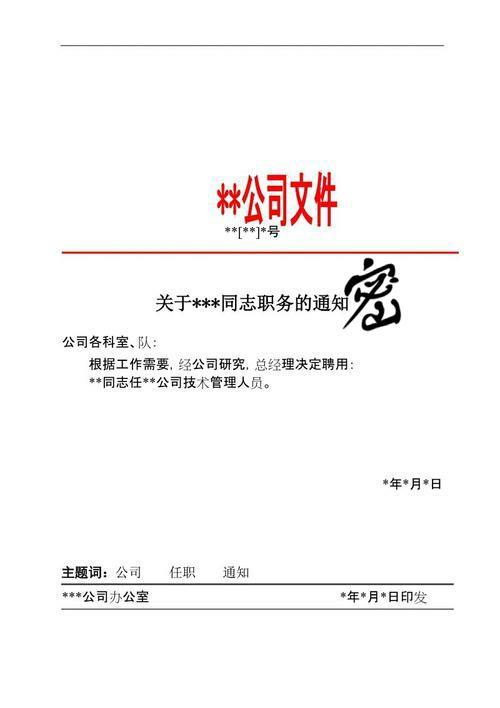 **公司文件
**[**]*号
关于***同志职务的通知
密
公司各科室、队：
根据工作需要，经公司研究，总经理决定聘用：
**同志任**公司技术管理人员。
*年*月*日
主题词：公司 任职 通知
***公司办公室 *年*月*日印发